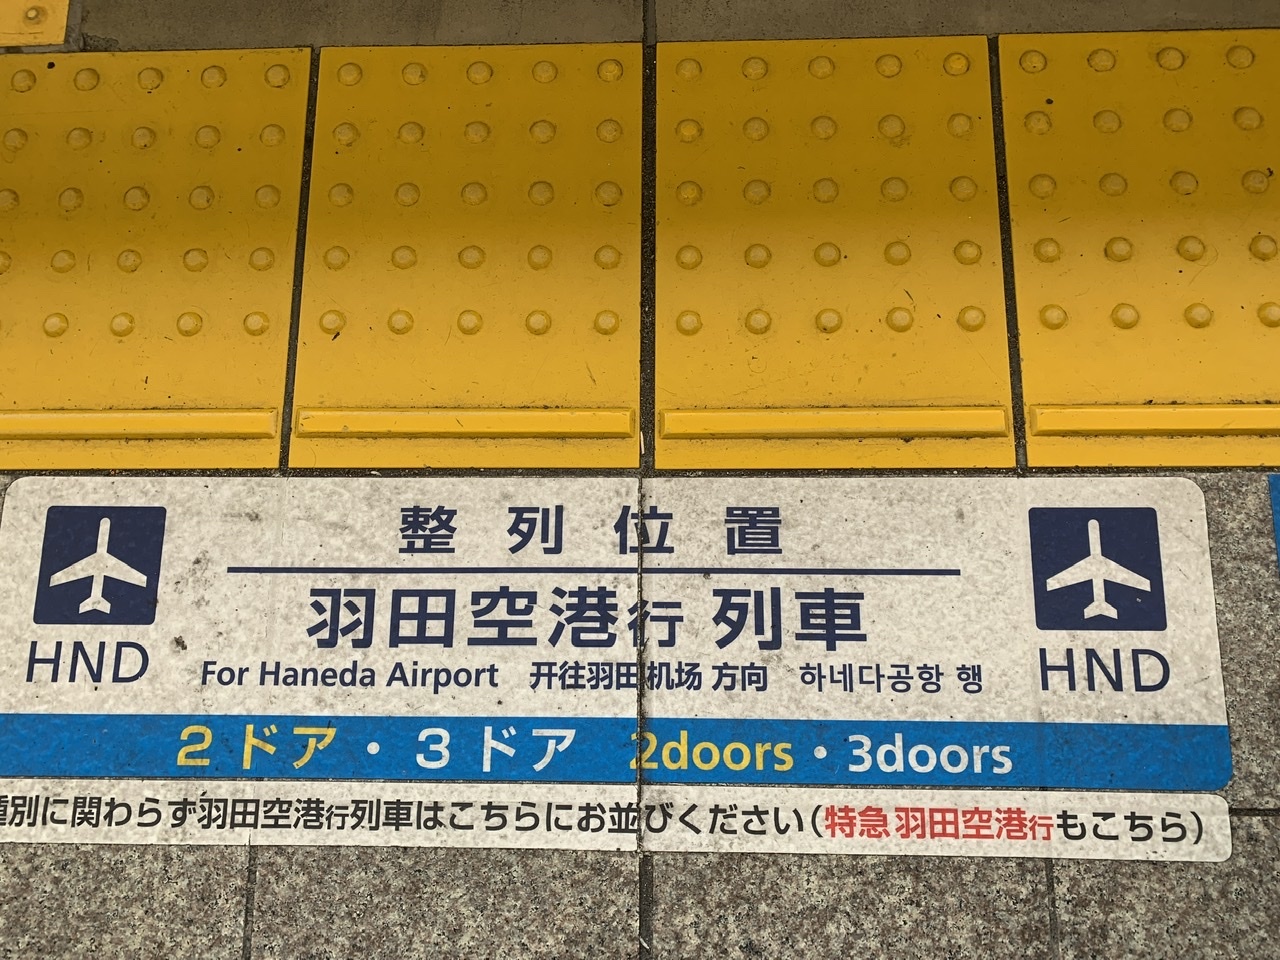 整列位置
羽田空港行 列車
HND
For Haneda Airport 开往羽田机场 方向 하네다공항 행
HND
2ドア・3ドア 2doors・3doors
種別に関わらず羽田空港行列車はこちらにお並びください(特急 羽田空港行もこちら)